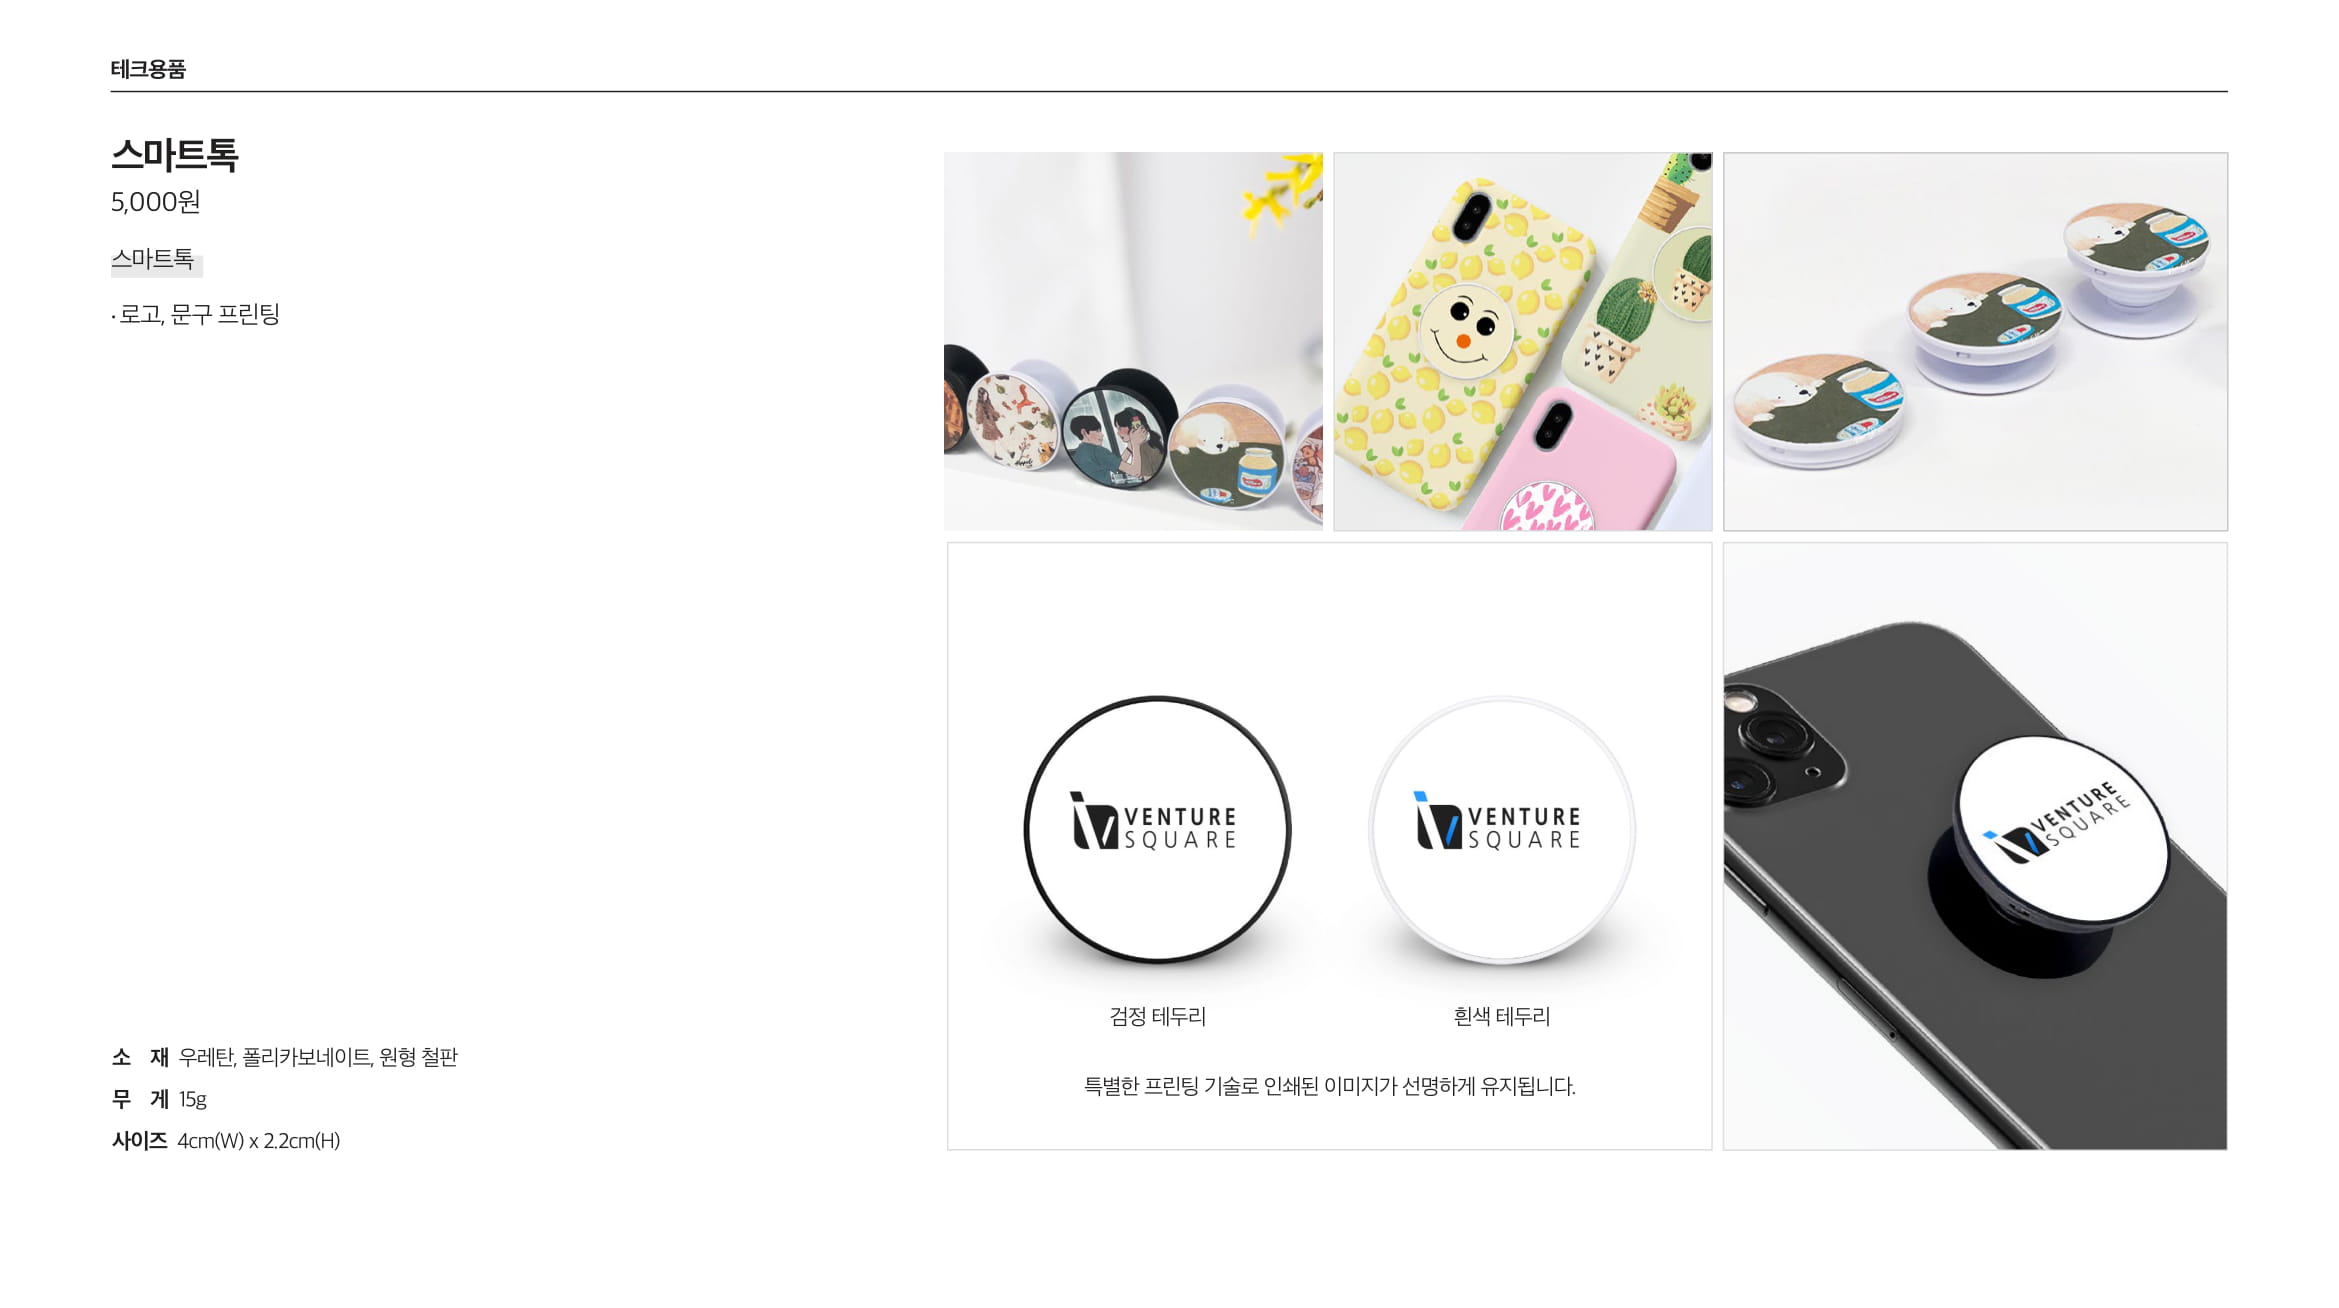 테크용품
스마트톡
5,000원
스마트톡
· 로고, 문구 프린팅
소 재 우레탄, 폴리카보네이트, 원형 철판
무 게 15g
사이즈 4cm(W) x 2.2cm(H)
VENTURE
SQUARE
VENTURE
SQUARE
검정 테두리
흰색 테두리
특별한 프린팅 기술로 인쇄된 이미지가 선명하게 유지됩니다.
VENTURE
SQUARE